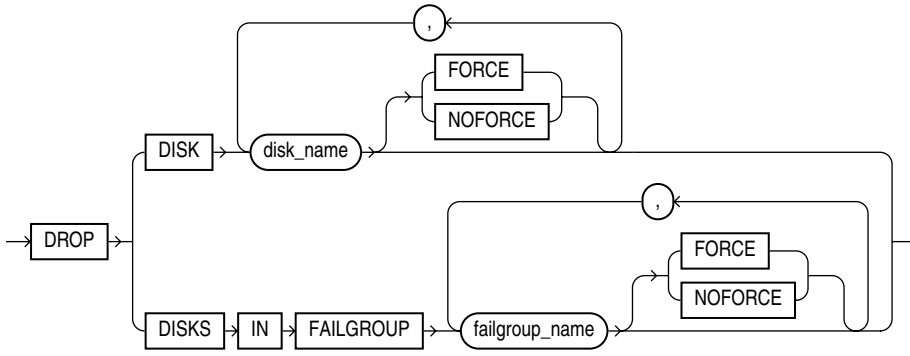 ,
FORCE
NOFORCE
DISK disk_name
,
DROP
FORCE
NOFORCE
DISKS IN FAILGROUP failgroup_name